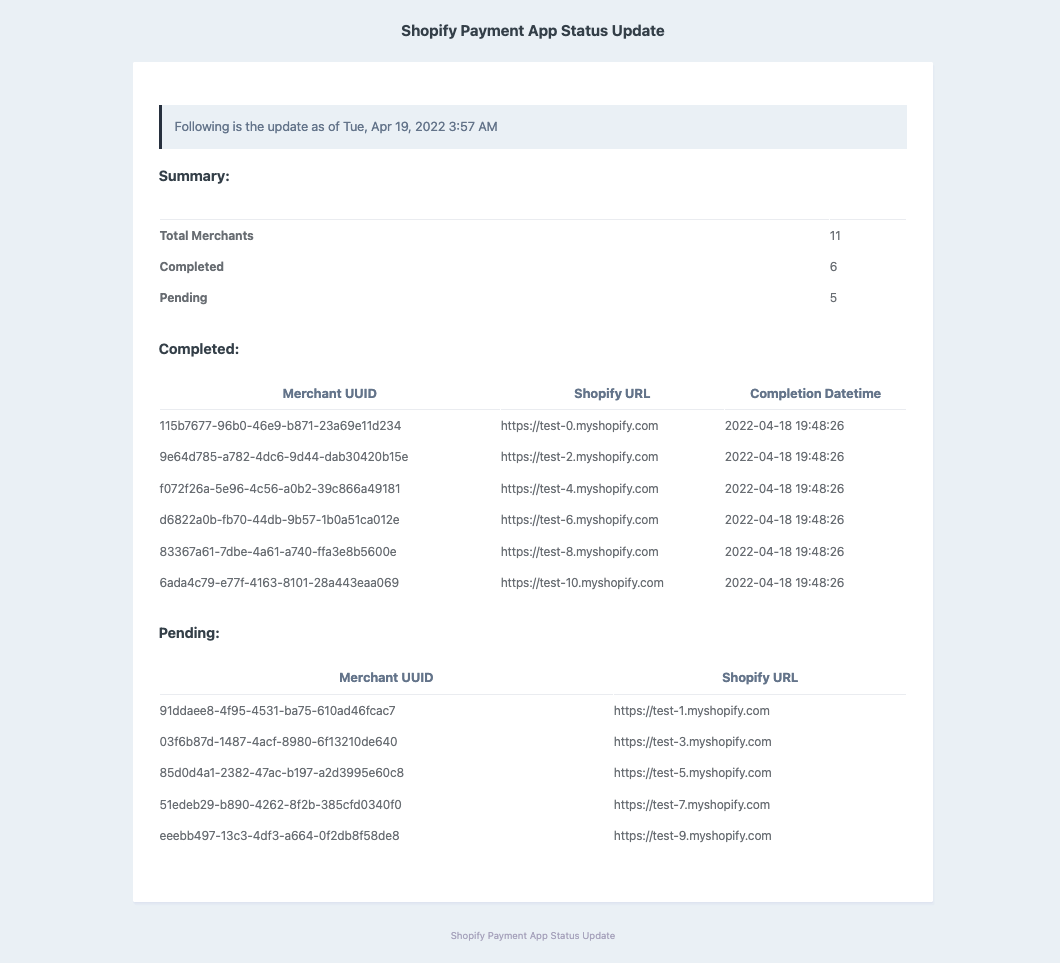 Shopify Payment App Status Update
Following is the update as of Tue, Apr 19, 2022 3:57 AM
Summary:
Total Merchants 11
Completed 6
Pending 5
Completed:
Merchant UUID Shopify URL Completion Datetime
115b7677-96b0-46e9-b871-23a69e11d234 https://test-0.myshopify.com 2022-04-18 19:48:26
9e64d785-a782-4dc6-9d44-dab30420b15e https://test-2.myshopify.com 2022-04-18 19:48:26
f072f26a-5e96-4c56-a0b2-39c866a49181 https://test-4.myshopify.com 2022-04-18 19:48:26
d6822a0b-fb70-44db-9b57-1b0a51ca012e https://test-6.myshopify.com 2022-04-18 19:48:26
83367a61-7dbe-4a61-a740-ffa3e8b5600e https://test-8.myshopify.com 2022-04-18 19:48:26
6ada4c79-e77f-4163-8101-28a443eaa069 https://test-10.myshopify.com 2022-04-18 19:48:26
Pending:
Merchant UUID Shopify URL
91ddaee8-4f95-4531-ba75-610ad46fcac7 https://test-1.myshopify.com
03f6b87d-1487-4acf-8980-6f13210de640 https://test-3.myshopify.com
85d0d4a1-2382-47ac-b197-a2d3995e60c8 https://test-5.myshopify.com
51edeb29-b890-4262-8f2b-385cfd0340f0 https://test-7.myshopify.com
eeebb497-13c3-4df3-a664-0f2db8f58de8 https://test-9.myshopify.com
Shopify Payment App Status Update